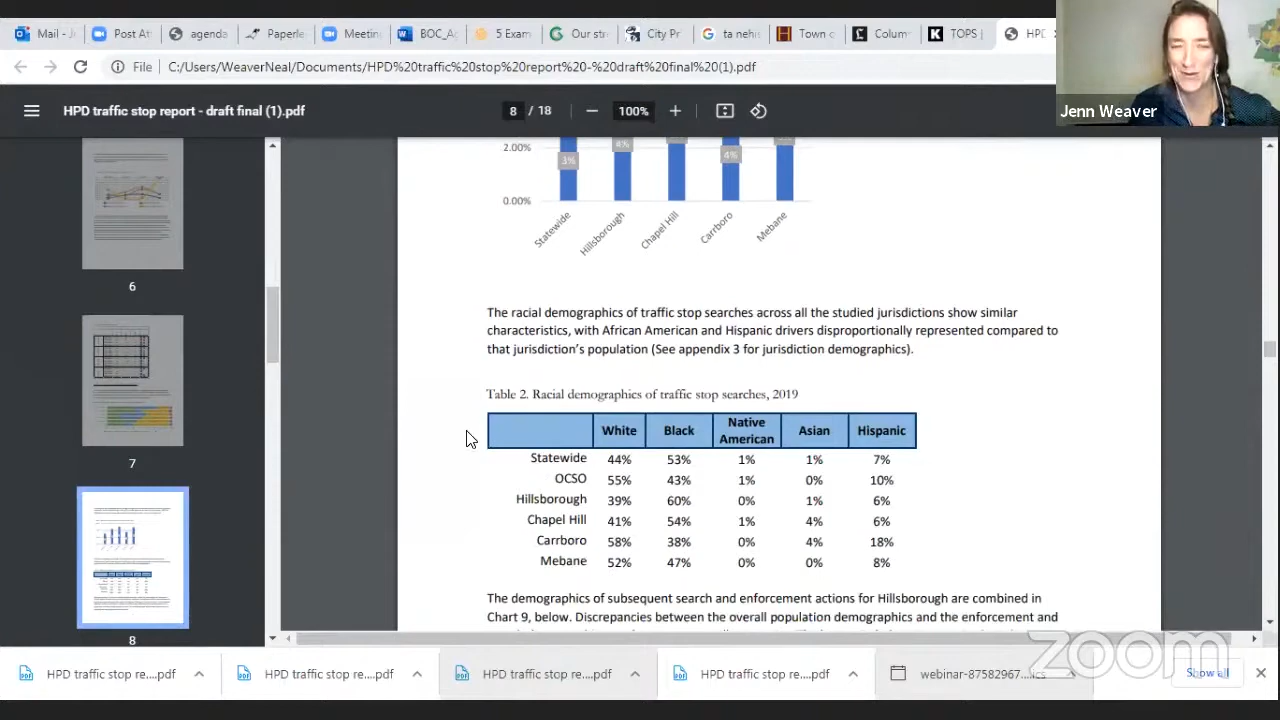 Mail - J
Post At
agenda
Paperle
Meeting
BOC_Ag
5 Exam
Our str
City Pr
ta nehis
Town c
Colum
TOPS
HPD
File
C:/Users/WeaverNeal/Documents/HPD%20traffic%20stop%20report%20-%20draft%20final%20(1).pdf
HPD traffic stop report - draft final (1).pdf
8 / 18
100%
Jenn Weaver
2.00%
0.00%
3%
4%
4%
Statewide
Hillsborough
Chapel Hill
Carrboro
Mebane
6
7
8
The racial demographics of traffic stop searches across all the studied jurisdictions show similar
characteristics, with African American and Hispanic drivers disproportionally represented compared to
that jurisdiction's population (See appendix 3 for jurisdiction demographics).
Table 2. Racial demographics of traffic stop searches, 2019
White Black Native American Asian Hispanic
Statewide 44% 53% 1% 1% 7%
OCSO 55% 43% 1% 0% 10%
Hillsborough 39% 60% 0% 1% 6%
Chapel Hill 41% 54% 1% 4% 6%
Carrboro 58% 38% 0% 4% 18%
Mebane 52% 47% 0% 0% 8%
The demographics of subsequent search and enforcement actions for Hillsborough are combined in
Chart 9, below. Discrepancies between the overall population demographics and the enforcement and
HPD traffic stop re....pdf
HPD traffic stop re....pdf
HPD traffic stop re....pdf
HPD traffic stop re....pdf
webinar-87582967....ics
Show all
zoom